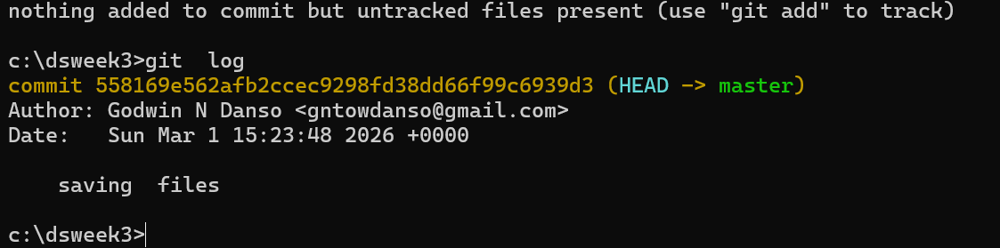 nothing added to commit but untracked files present (use "git add" to track)
c:\dsweek3>git  log
commit 558169e562afb2ccec9298fd38dd66f99c6939d3 (HEAD -> master)
Author: Godwin N Danso <gntowdanso@gmail.com>
Date:   Sun Mar 1 15:23:48 2026 +0000
saving  files
c:\dsweek3>